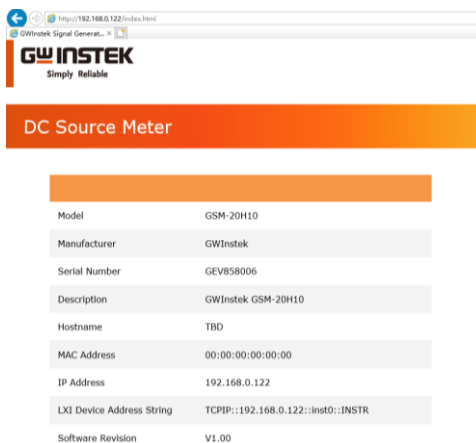 http://192.168.0.122/index.html
GWInstek Signal Generat...
GWINSTEK
Simply Reliable
DC Source Meter
Model GSM-20H10
Manufacturer GWInstek
Serial Number GEV858006
Description GWInstek GSM-20H10
Hostname TBD
MAC Address 00:00:00:00:00:00
IP Address 192.168.0.122
LXI Device Address String TCPIP::192.168.0.122::inst0::INSTR
Software Revision V1.00